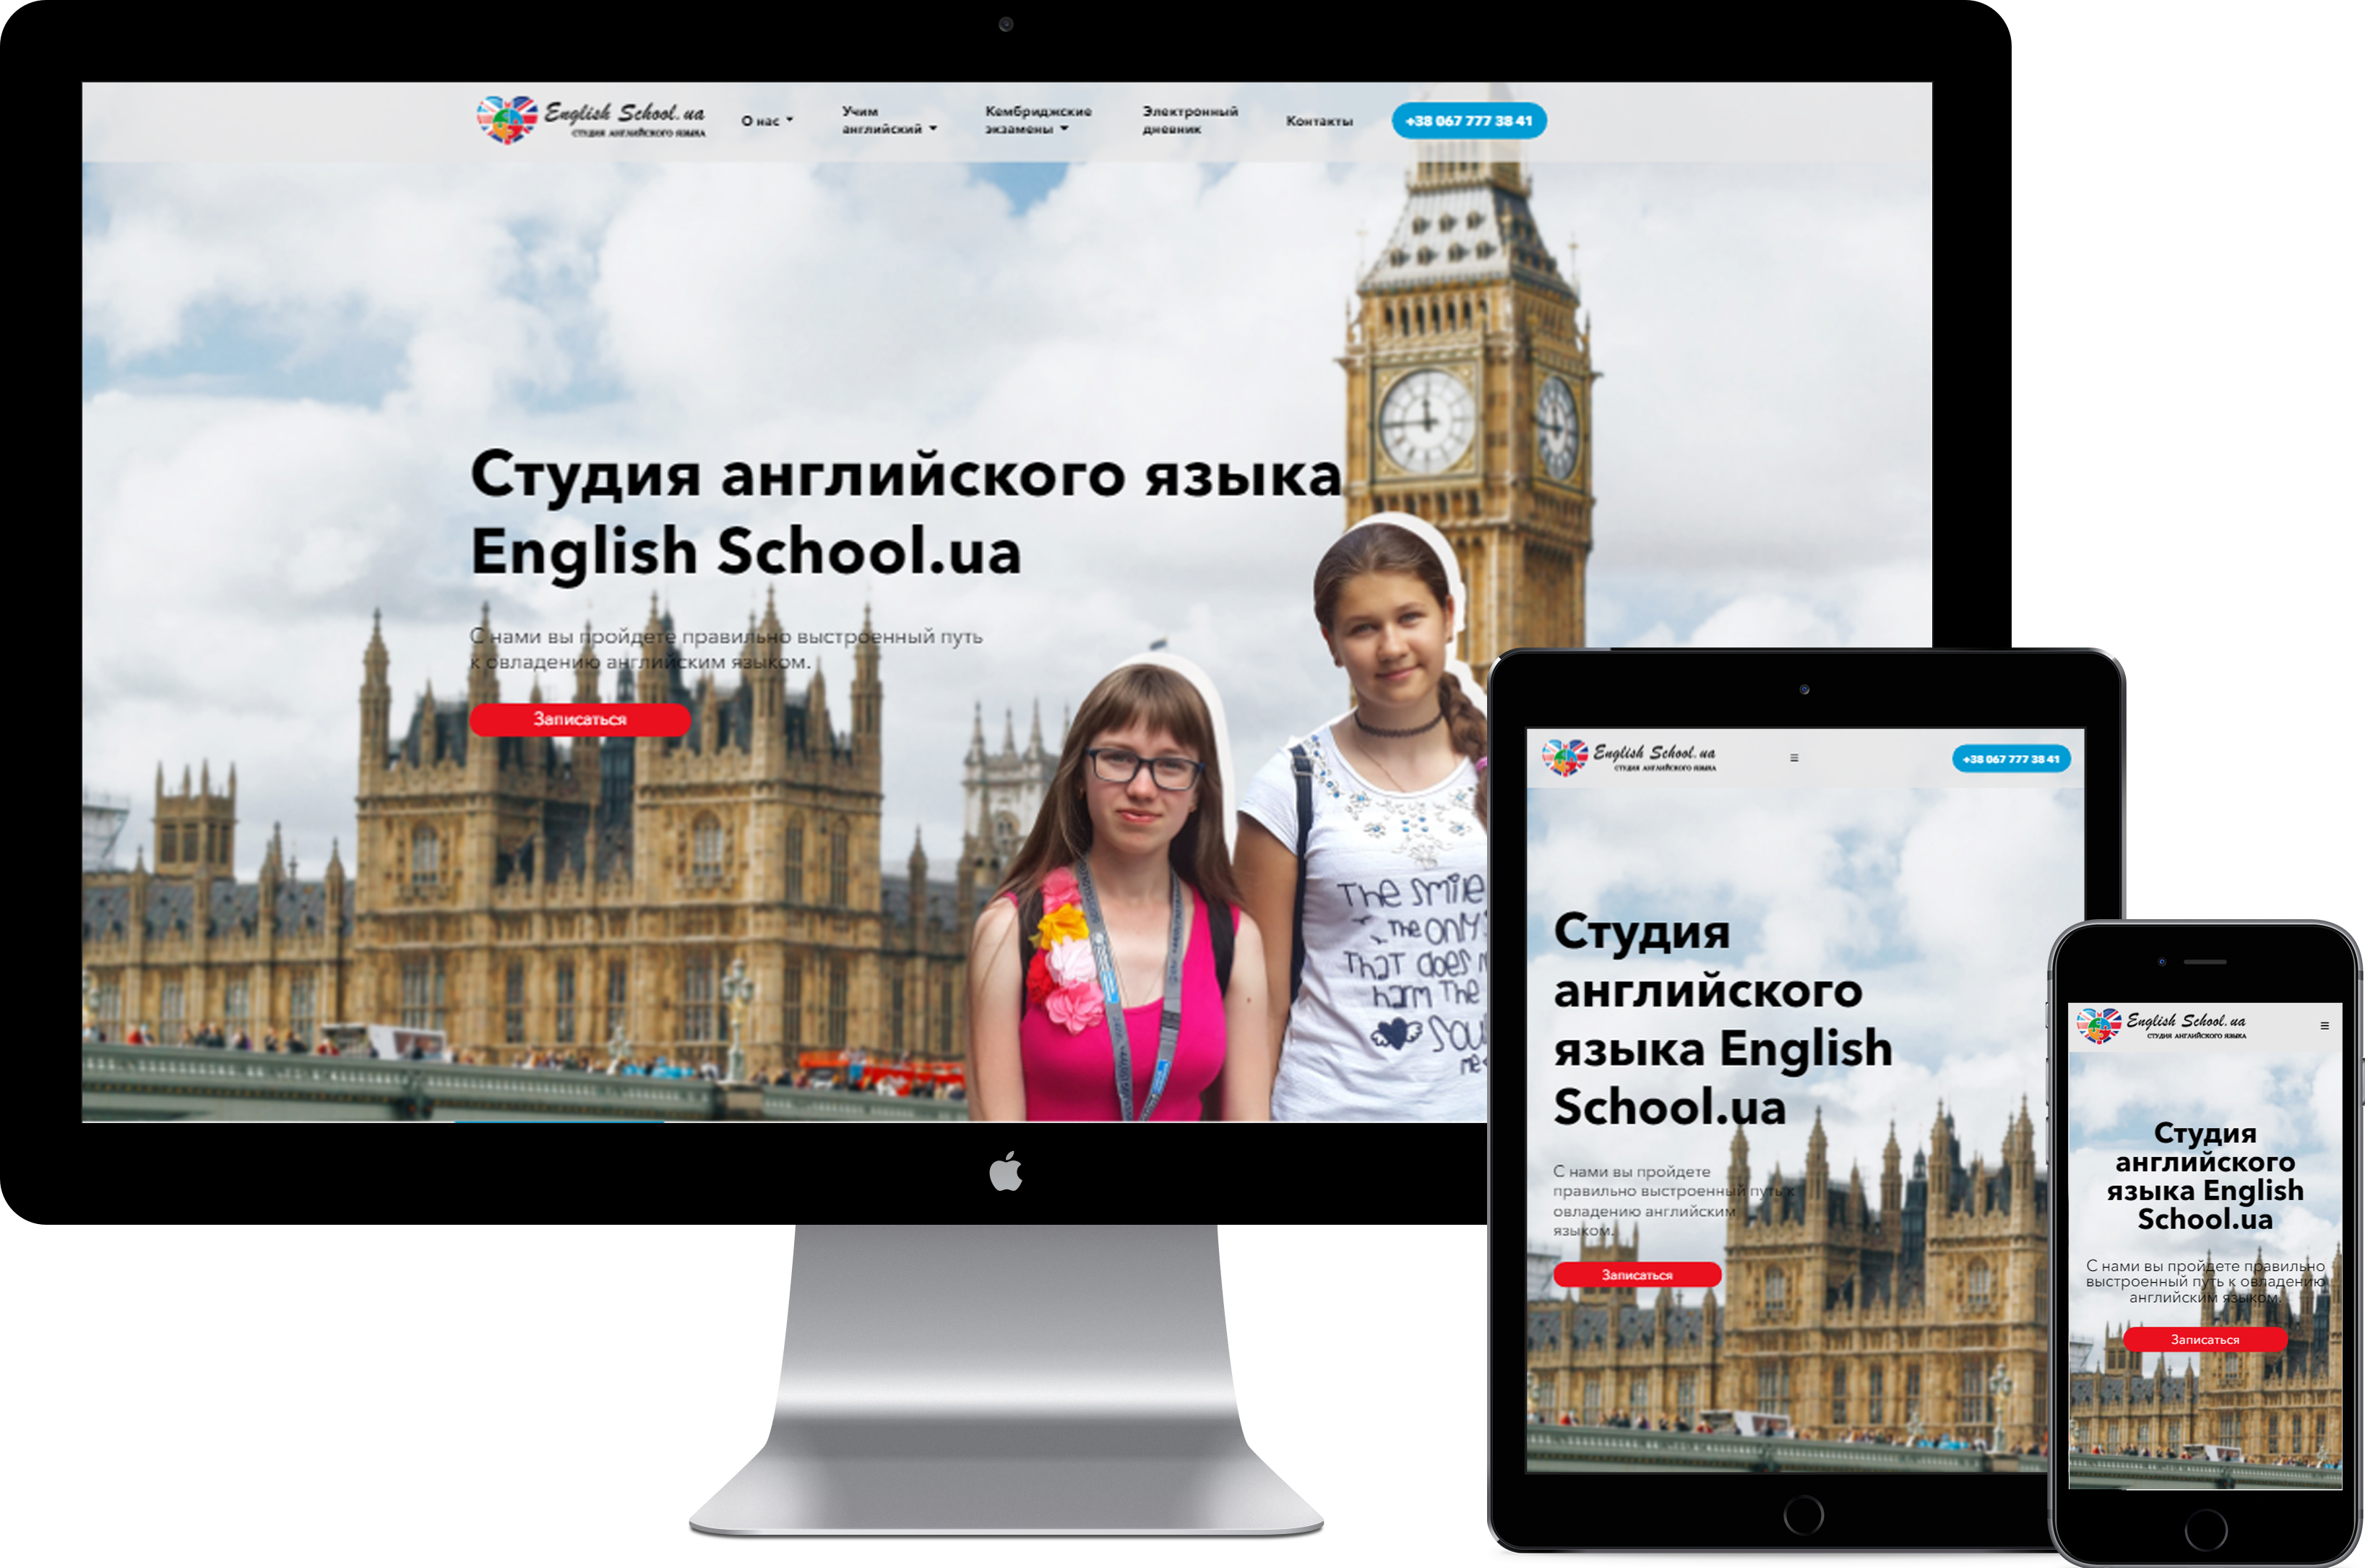 English School.ua
СТУДИЯ АНГЛИЙСКОГО ЯЗЫКА
О нас
Учим
английский
Кембриджские
экзамены
Электронный
дневник
Контакты
+38 067 777 38 41
Студия английского языка
English School.ua
С нами вы пройдете правильно выстроенный путь
к овладению английским языком.
Записаться
The smile
the only
That does
harm the
soul
me
English School.ua
СТУДИЯ АНГЛИЙСКОГО ЯЗЫКА
+38 067 777 38 41
Студия
английского
языка English
School.ua
С нами вы пройдете
правильно выстроенный путь к
овладению английским
языком.
Записаться
English School.ua
СТУДИЯ АНГЛИЙСКОГО ЯЗЫКА
Студия
английского
языка English
School.ua
С нами вы пройдете правильно
выстроенный путь к овладению
английским языком.
Записаться